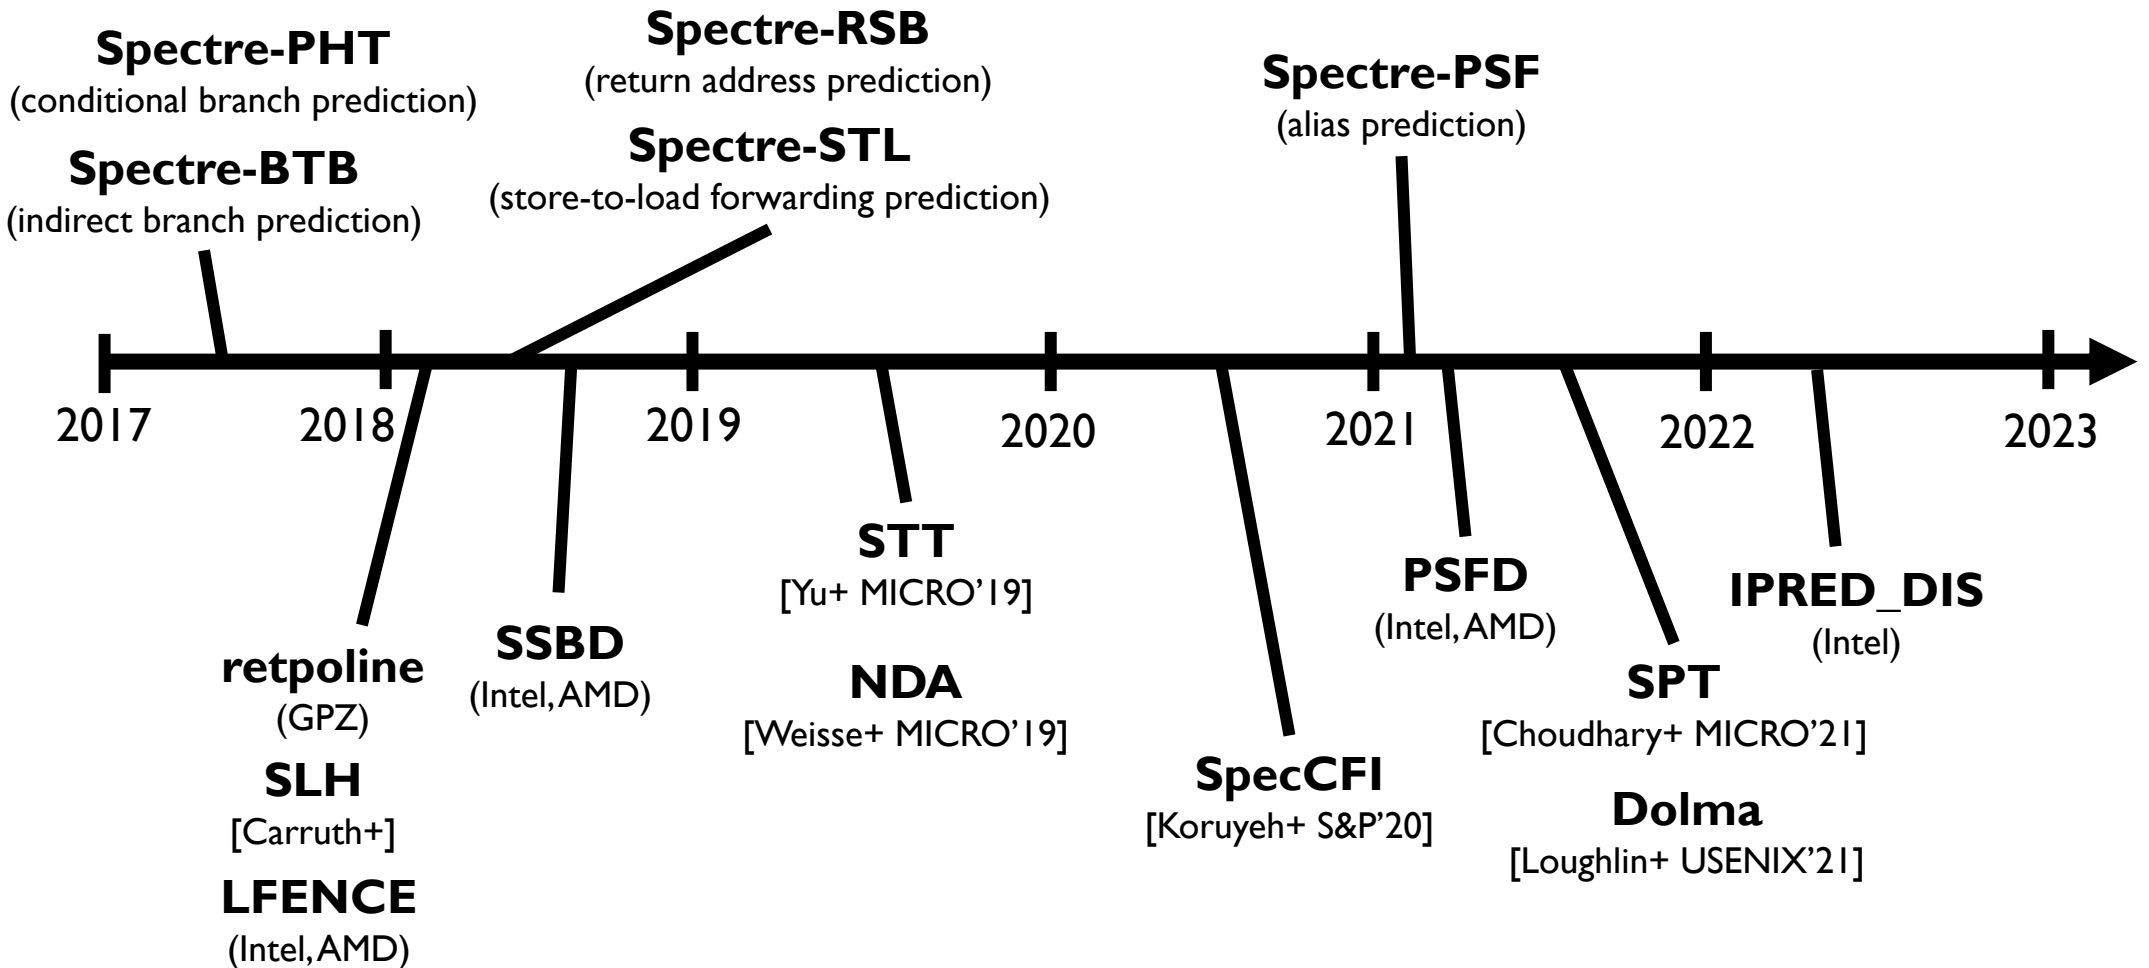 Spectre-PHT
(conditional branch prediction)
Spectre-BTB
(indirect branch prediction)
Spectre-RSB
(return address prediction)
Spectre-STL
(store-to-load forwarding prediction)
Spectre-PSF
(alias prediction)
2017
2018
2019
2020
2021
2022
2023
retpoline
(GPZ)
SLH
[Carruth+]
LFENCE
(Intel, AMD)
SSBD
(Intel, AMD)
STT
[Yu+ MICRO’19]
NDA
[Weisse+ MICRO’19]
SpecCFI
[Koruyeh+ S&P’20]
PSFD
(Intel, AMD)
SPT
[Choudhary+ MICRO’21]
Dolma
[Loughlin+ USENIX’21]
IPRED_DIS
(Intel)